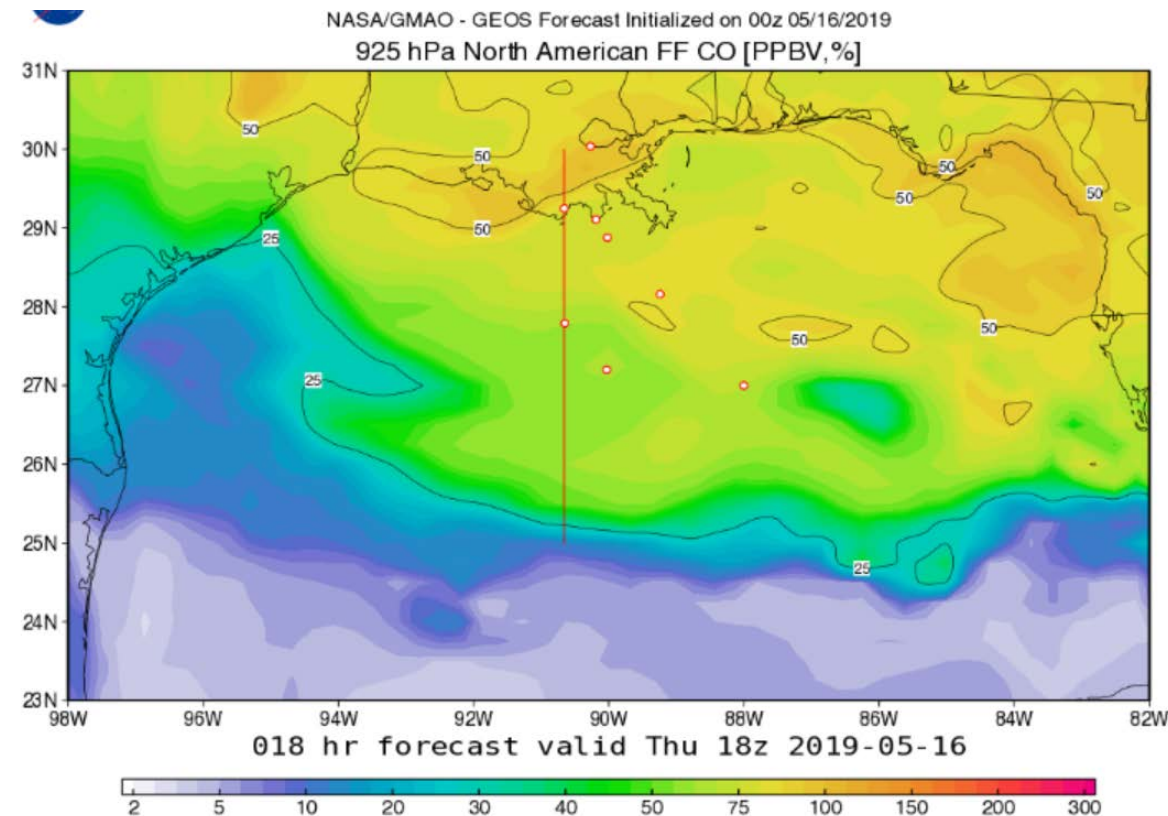 NASA/GMAO - GEOS Forecast Initialized on 00z 05/16/2019
925 hPa North American FF CO [PPBV,%]
31N
50
30N
50
50
50
50
29N
50
25
28N
50
50
27N
25
26N
25N
25
24N
23N
98W 96W 94W 92W 90W 88W 86W 84W 82W
018 hr forecast valid Thu 18z 2019-05-16
2 5 10 20 30 40 50 75 100 150 200 300